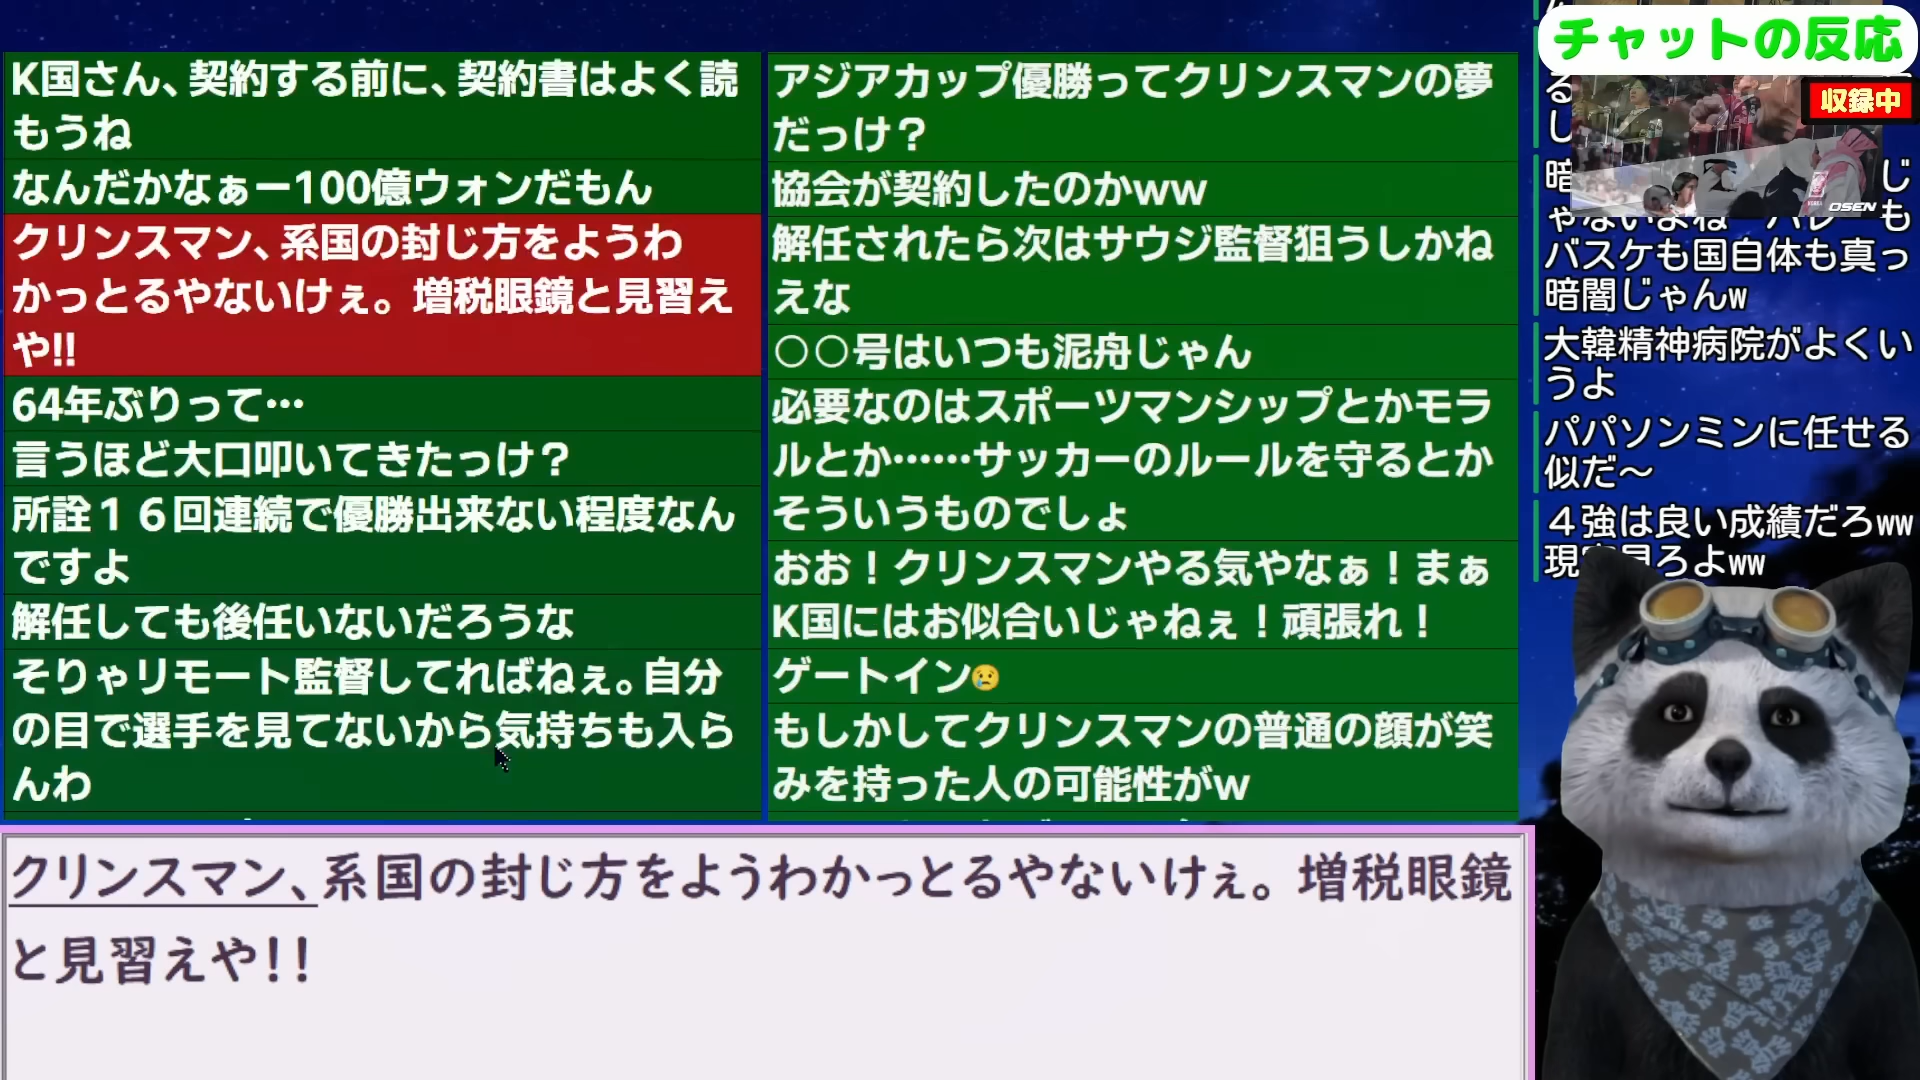 K国さん、契約する前に、契約書はよく読
もうね
なんだかなぁー100億ウォンだもん
クリンスマン、系国の封じ方をようわ
かっとるやないけぇ。増税眼鏡と見習え
や!!
64年ぶりって…
言うほど大口叩いてきたっけ？
所詮１６回連続で優勝出来ない程度なん
ですよ
解任しても後任いないだろうな
そりゃリモート監督してればねぇ。自分
の目で選手を見てないから気持ちも入ら
んわ
アジアカップ優勝ってクリンスマンの夢
だっけ？
協会が契約したのかww
解任されたら次はサウジ監督狙うしかね
えな
○○号はいつも泥舟じゃん
必要なのはスポーツマンシップとかモラ
ルとか……サッカーのルールを守るとか
そういうものでしょ
おお！クリンスマンやる気やなぁ！まぁ
K国にはお似合いじゃねぇ！頑張れ！
ゲートイン😢
もしかしてクリンスマンの普通の顔が笑
みを持った人の可能性がw
チャットの反応
収録中
る
し
暗 じ
ゃないよね も
バスケも国自体も真っ
暗闇じゃんw
大韓精神病院がよくい
うよ
パパソンミンに任せる
似だ～
４強は良い成績だろww
現 ろよww
OSEN
クリンスマン、系国の封じ方をようわかっとるやないけぇ。増税眼鏡
と見習えや!!